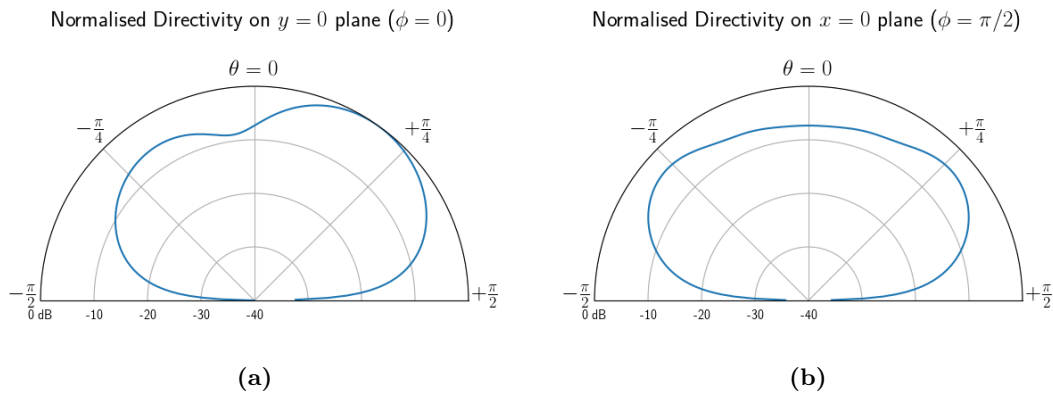 Normalised Directivity on y = 0 plane (ϕ = 0)
θ = 0
−π/4
+π/4
−π/2
+π/2
0 dB -10 -20 -30 -40
(a)
Normalised Directivity on x = 0 plane (ϕ = π/2)
θ = 0
−π/4
+π/4
−π/2
+π/2
0 dB -10 -20 -30 -40
(b)